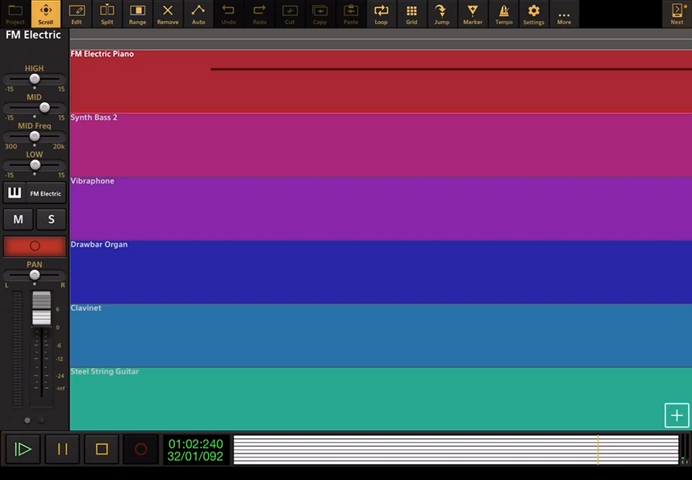 Project Scroll Edit Split Range Remove Auto Undo Redo Cut Copy Paste Loop Grid Jump Marker Tempo Settings More Next
FM Electric
HIGH
-15 15
MID
-15 15
MID Freq
300 20k
LOW
-15 15
FM Electric
M S
PAN
L R
6
0
-6
-12
-24
-inf
FM Electric Piano
Synth Bass 2
Vibraphone
Drawbar Organ
Clavinet
Steel String Guitar
+
01:02:240
32/01/092